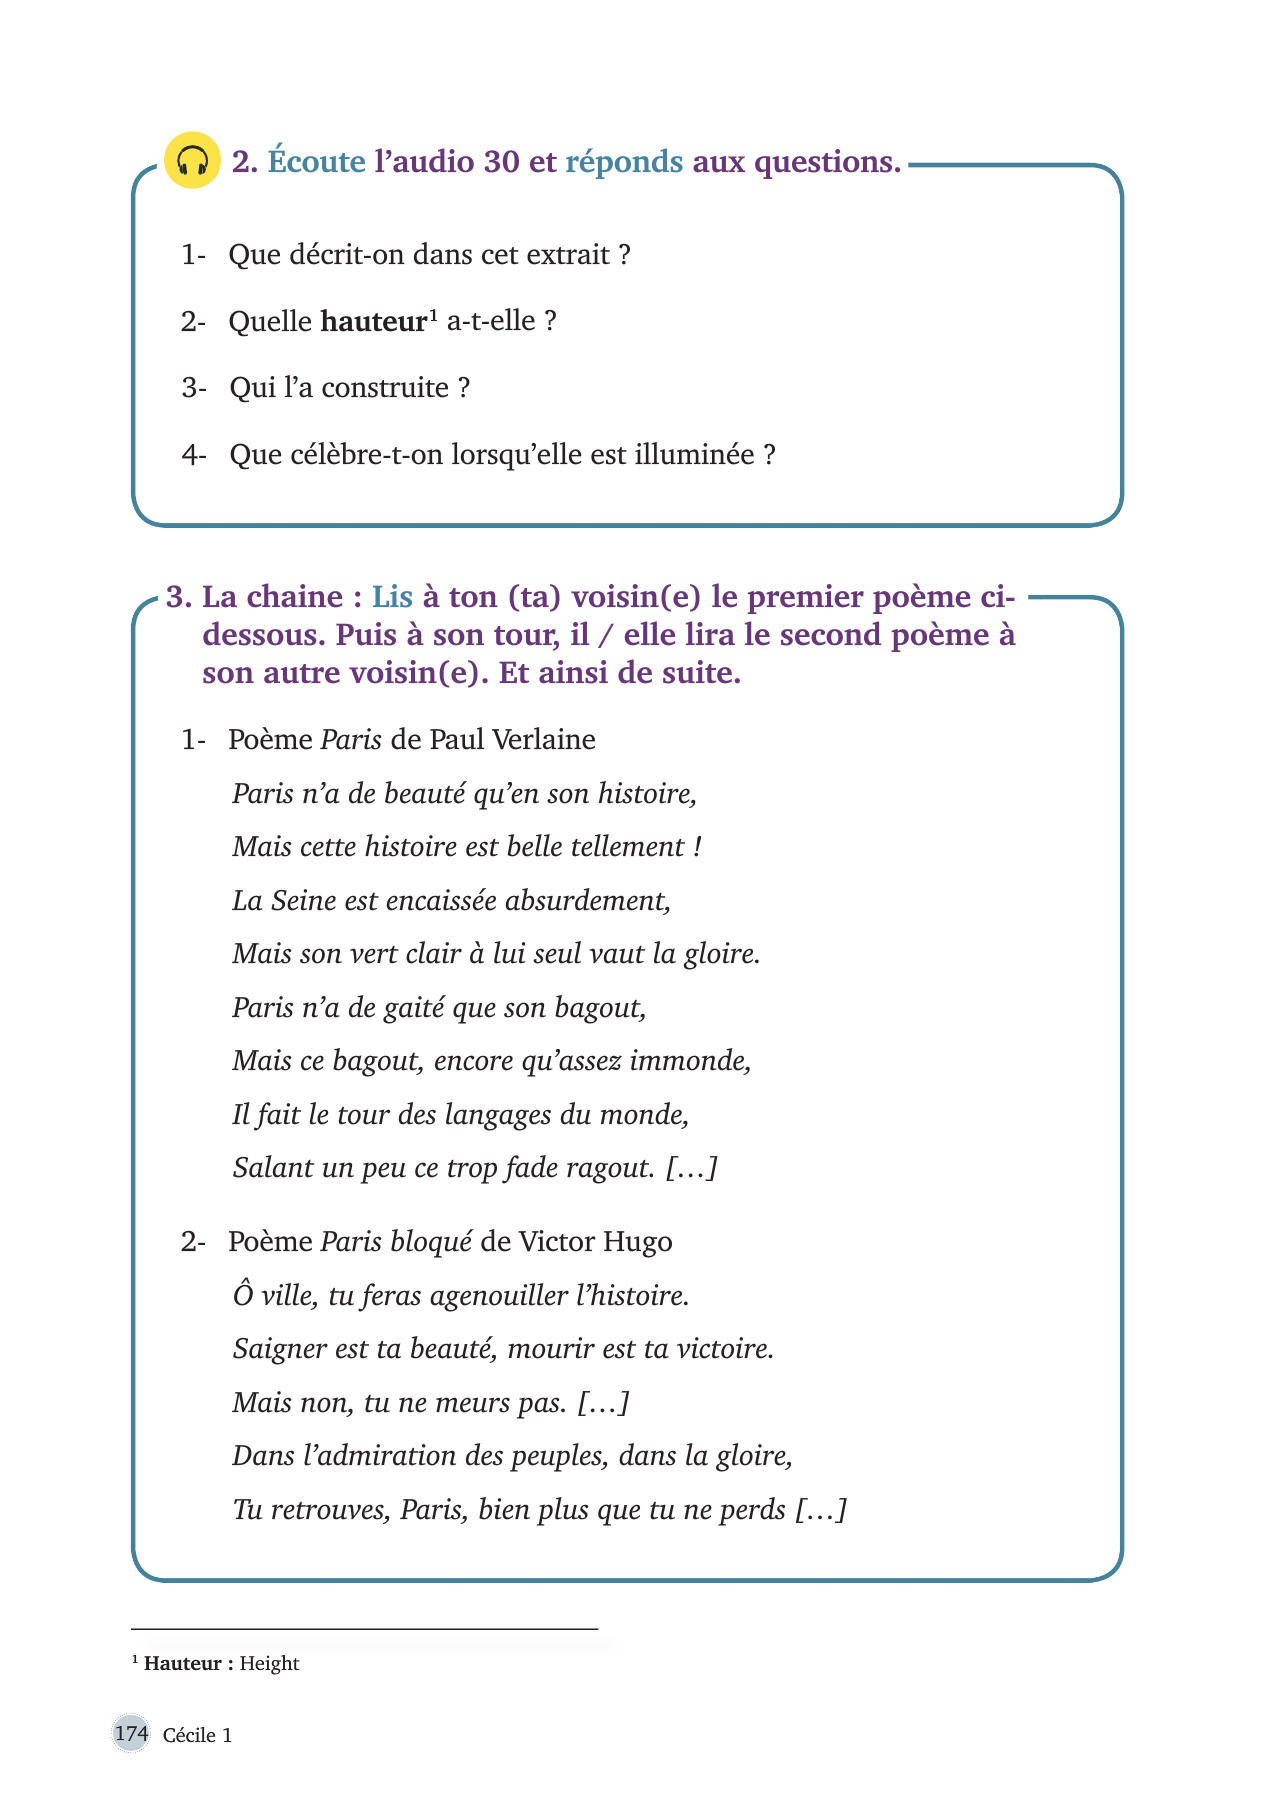 2. Écoute l’audio 30 et réponds aux questions.
1- Que décrit-on dans cet extrait ?
2- Quelle hauteur¹ a-t-elle ?
3- Qui l’a construite ?
4- Que célèbre-t-on lorsqu’elle est illuminée ?
3. La chaine : Lis à ton (ta) voisin(e) le premier poème ci-
dessous. Puis à son tour, il / elle lira le second poème à
son autre voisin(e). Et ainsi de suite.
1- Poème Paris de Paul Verlaine
Paris n’a de beauté qu’en son histoire,
Mais cette histoire est belle tellement !
La Seine est encaissée absurdement,
Mais son vert clair à lui seul vaut la gloire.
Paris n’a de gaité que son bagout,
Mais ce bagout, encore qu’assez immonde,
Il fait le tour des langages du monde,
Salant un peu ce trop fade ragout. […]
2- Poème Paris bloqué de Victor Hugo
Ô ville, tu feras agenouiller l’histoire.
Saigner est ta beauté, mourir est ta victoire.
Mais non, tu ne meurs pas. […]
Dans l’admiration des peuples, dans la gloire,
Tu retrouves, Paris, bien plus que tu ne perds […]
¹ Hauteur : Height
174 Cécile 1